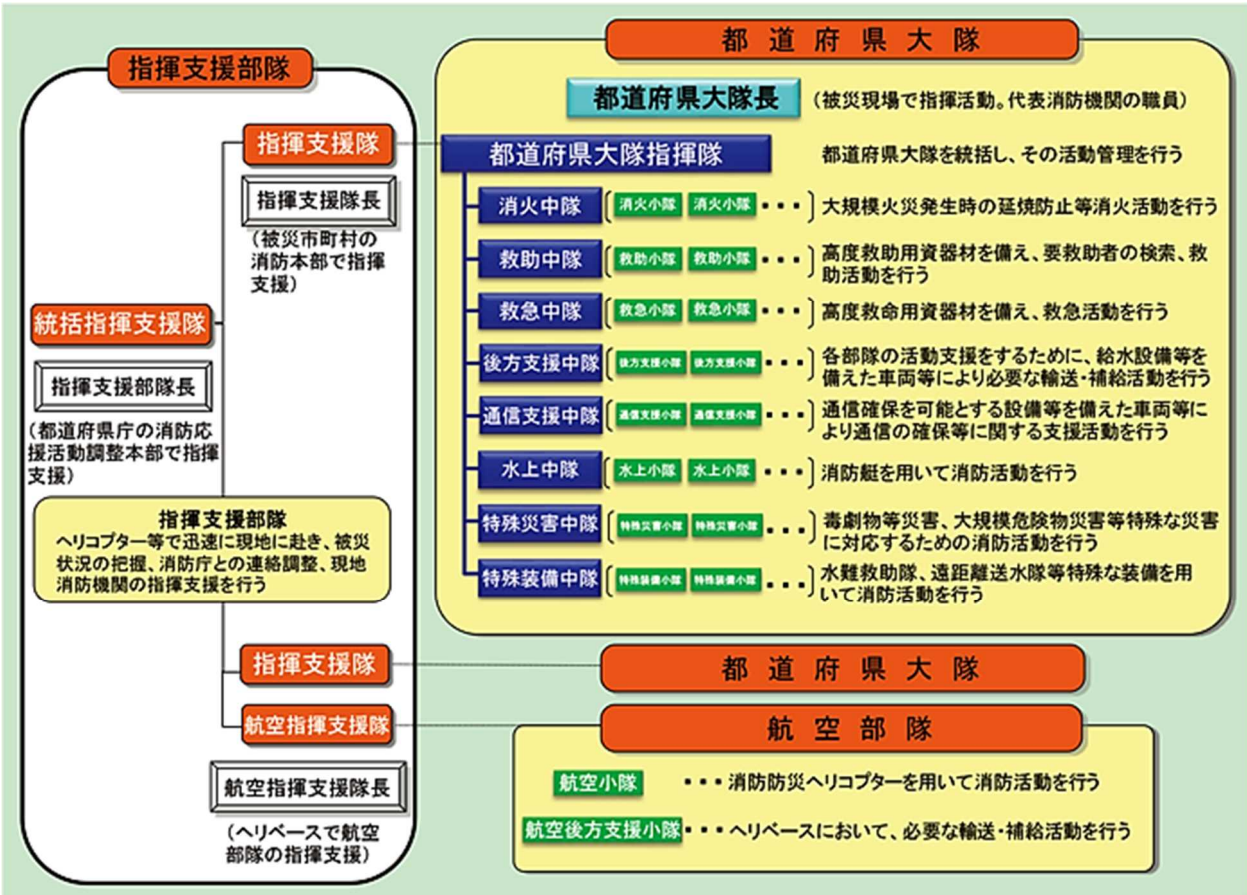 指揮支援部隊
指揮支援隊
指揮支援隊長
(被災市町村の
消防本部で指揮
支援)
統括指揮支援隊
指揮支援部隊長
(都道府県庁の消防応
援活動調整本部で指揮
支援)
指揮支援部隊
ヘリコプター等で迅速に現地に赴き、被災
状況の把握、消防庁との連絡調整、現地
消防機関の指揮支援を行う
指揮支援隊
航空指揮支援隊
航空指揮支援隊長
(ヘリベースで航空
部隊の指揮支援)
都道府県大隊
都道府県大隊長 (被災現場で指揮活動。代表消防機関の職員)
都道府県大隊指揮隊 都道府県大隊を統括し、その活動管理を行う
消火中隊 (消火小隊 消火小隊・・・) 大規模火災発生時の延焼防止等消火活動を行う
救助中隊 (救助小隊 救助小隊・・・) 高度救助用資器材を備え、要救助者の検索、救
助活動を行う
救急中隊 (救急小隊 救急小隊・・・) 高度救命用資器材を備え、救急活動を行う
後方支援中隊 (後方支援小隊 後方支援小隊・・・) 各部隊の活動支援をするために、給水設備等を
備えた車両等により必要な輸送・補給活動を行う
通信支援中隊 (通信支援小隊 通信支援小隊・・・) 通信確保を可能とする設備等を備えた車両等に
より通信の確保等に関する支援活動を行う
水上中隊 (水上小隊 水上小隊・・・) 消防艇を用いて消防活動を行う
特殊災害中隊 (特殊災害小隊 特殊災害小隊・・・) 毒劇物等災害、大規模危険物災害等特殊な災害
に対応するための消防活動を行う
特殊装備中隊 (特殊装備小隊 特殊装備小隊・・・) 水難救助隊、遠距離送水隊等特殊な装備を用
いて消防活動を行う
都道府県大隊
航空部隊
航空小隊 ・・・消防防災ヘリコプターを用いて消防活動を行う
航空後方支援小隊・・・ヘリベースにおいて、必要な輸送・補給活動を行う